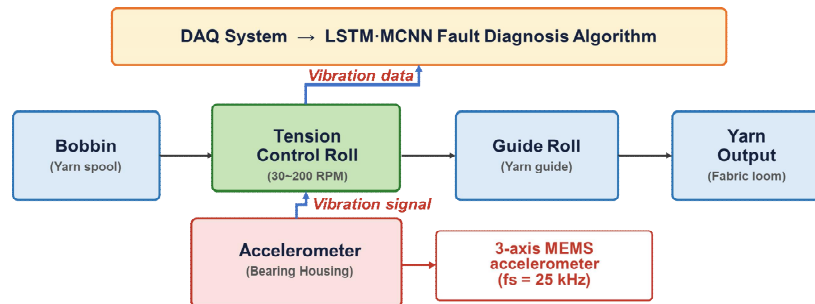 DAQ System → LSTM·MCNN Fault Diagnosis Algorithm
Vibration data
Bobbin
(Yarn spool)
Tension
Control Roll
(30~200 RPM)
Guide Roll
(Yarn guide)
Yarn
Output
(Fabric loom)
Vibration signal
Accelerometer
(Bearing Housing)
3-axis MEMS
accelerometer
(fs = 25 kHz)